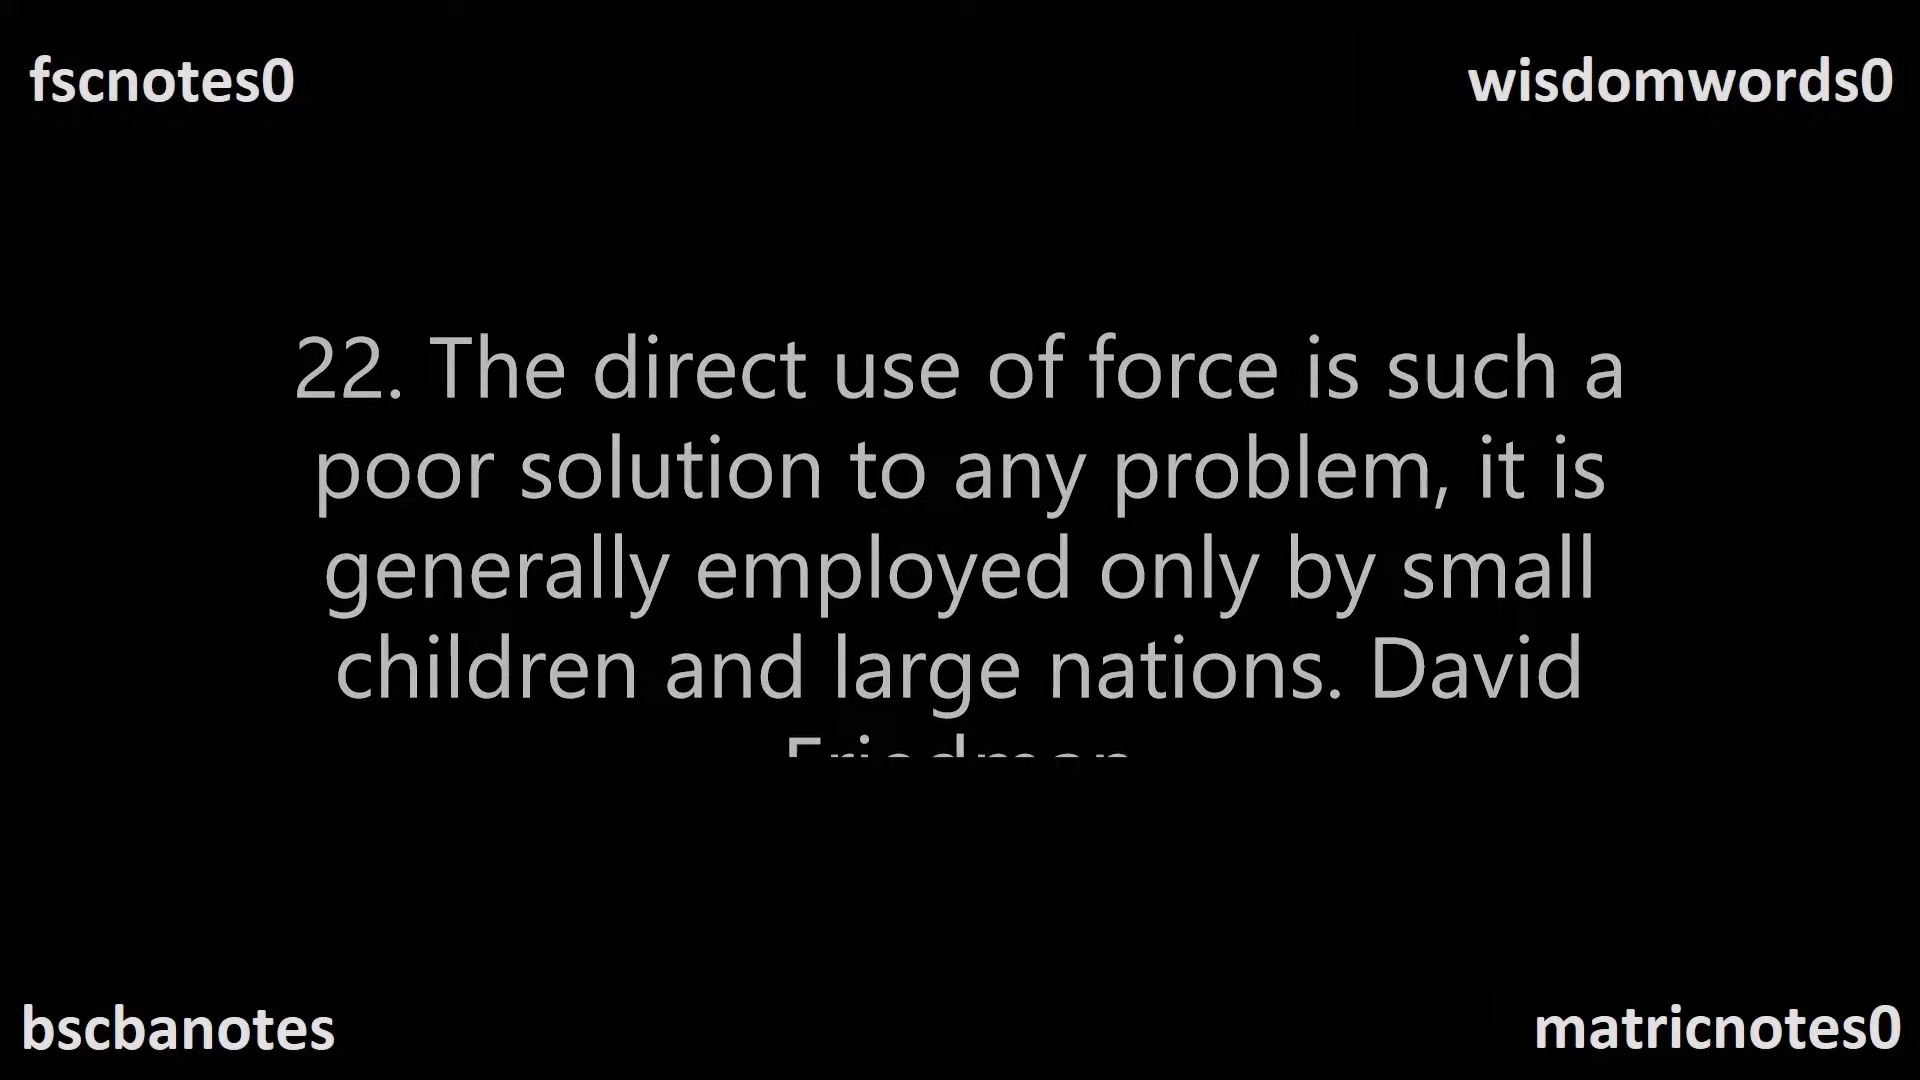 fscnotes0
wisdomwords0
22. The direct use of force is such a
poor solution to any problem, it is
generally employed only by small
children and large nations. David
Friedman
bscbanotes
matricnotes0